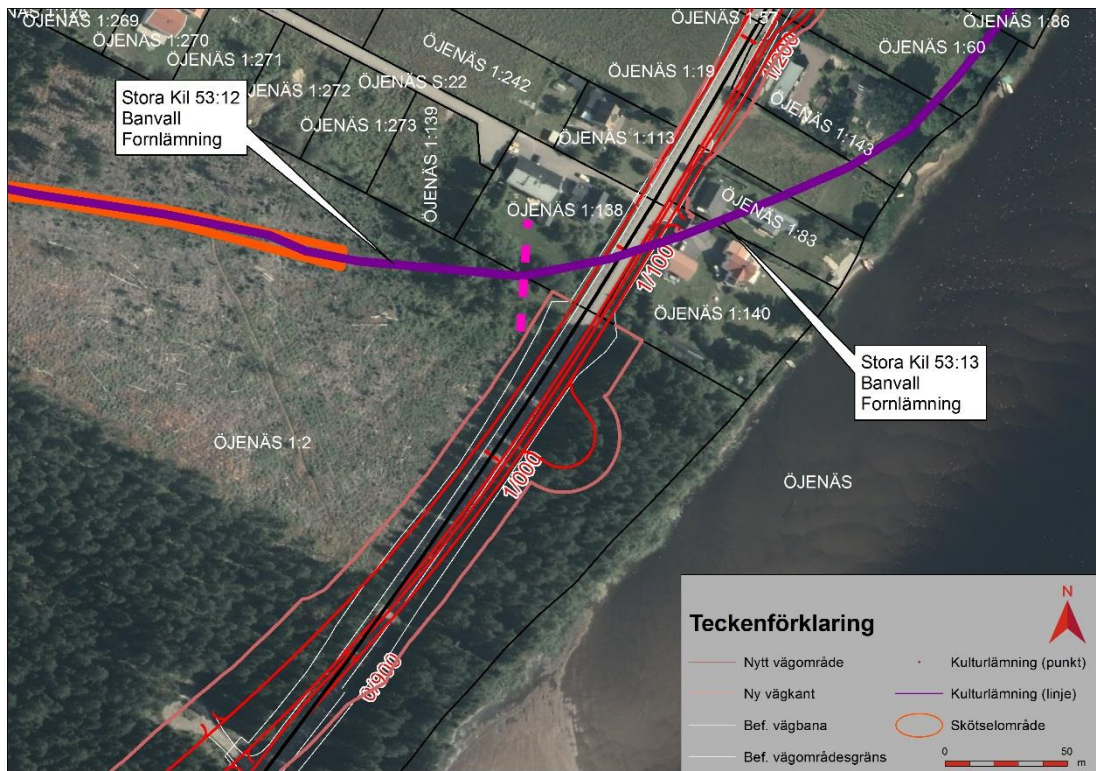 ÖJENÄS 1:269
ÖJENÄS 1:270
ÖJENÄS 1:271
ÖJENÄS 1:272
ÖJENÄS 1:273
ÖJENÄS S:22
ÖJENÄS 1:242
ÖJENÄS 1:139
ÖJENÄS 1:19
ÖJENÄS 1:57
ÖJENÄS 1:113
ÖJENÄS 1:138
1/200
ÖJENÄS 1:86
ÖJENÄS 1:60
ÖJENÄS 1:143
ÖJENÄS 1:83
Stora Kil 53:12
Banvall
Fornlämning
1/100
ÖJENÄS 1:140
Stora Kil 53:13
Banvall
Fornlämning
ÖJENÄS 1:2
1/000
ÖJENÄS
0/900
Teckenförklaring
Nytt vägområde
Ny vägkant
Bef. vägbana
Bef. vägområdesgräns
N
Kulturlämning (punkt)
Kulturlämning (linje)
Skötselområde
0 50
m